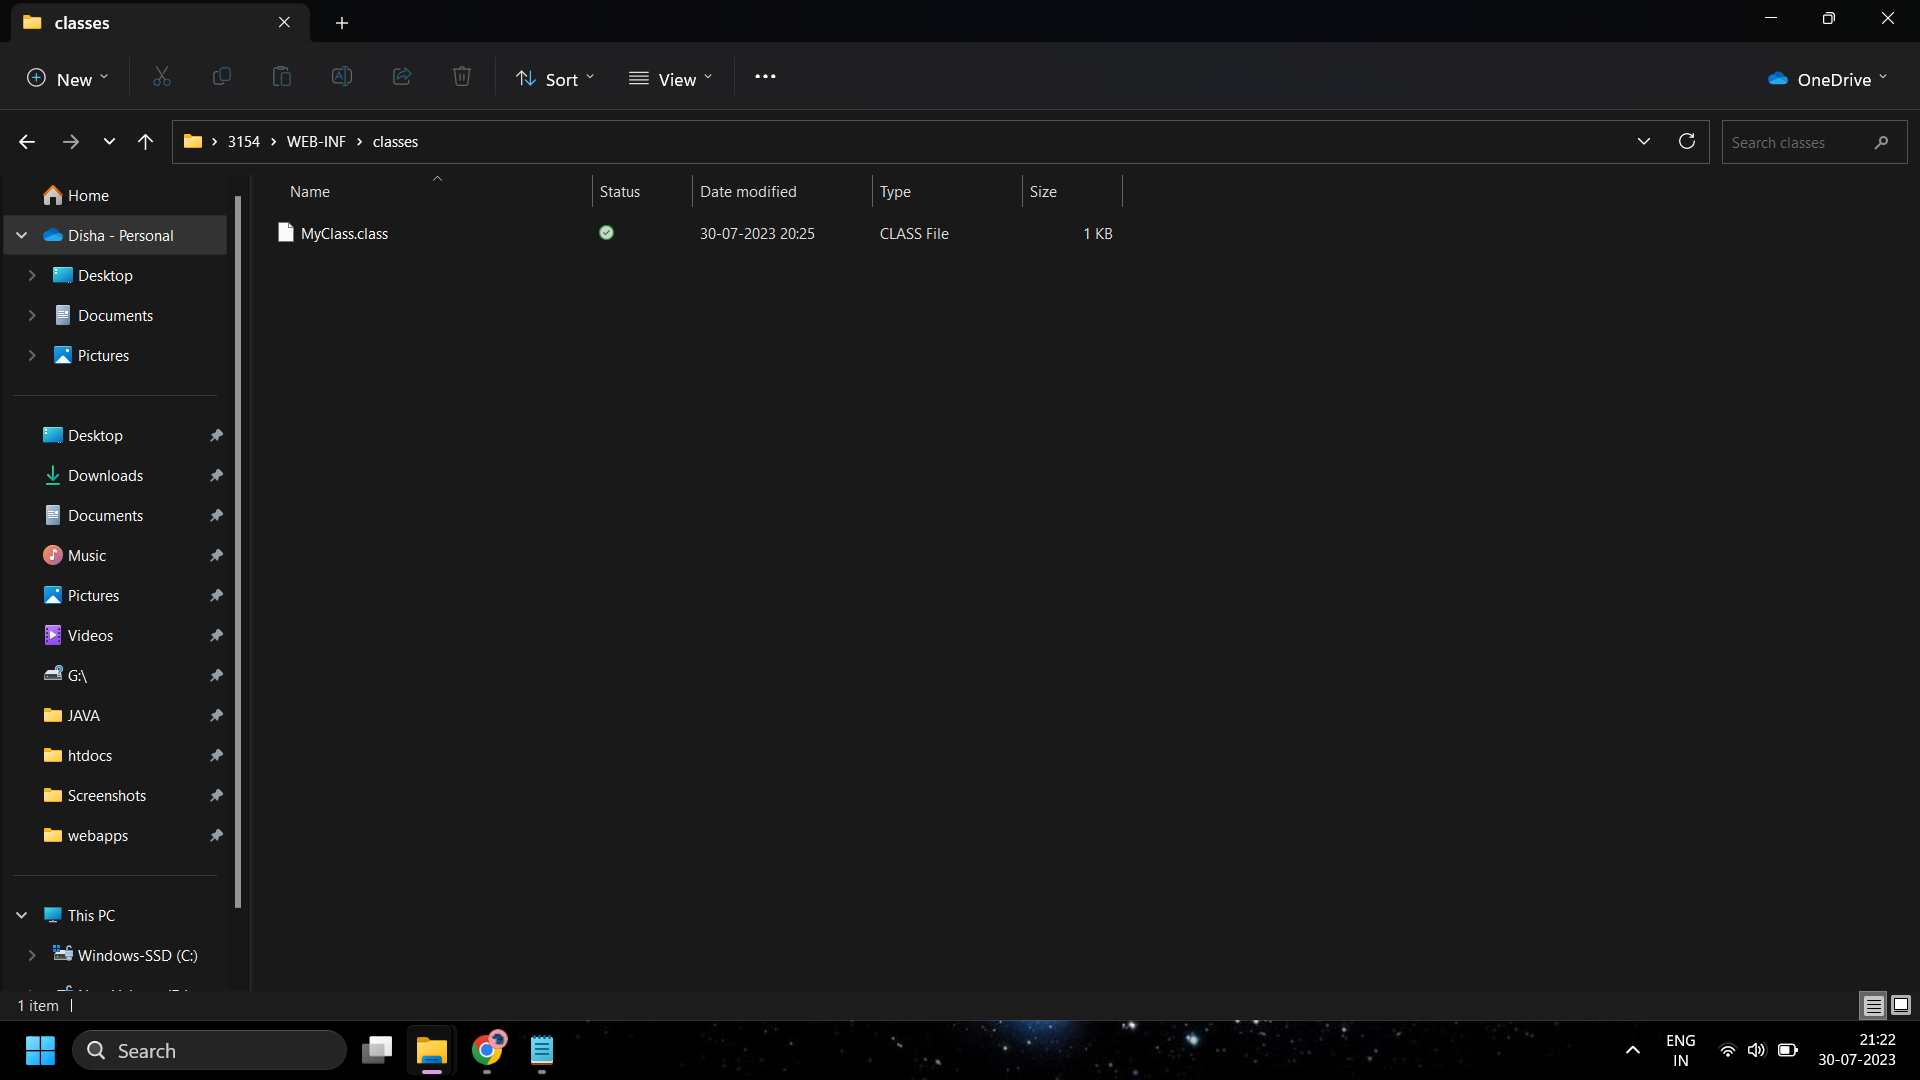 classes
New
Sort
View
OneDrive
3154 WEB-INF classes
Search classes
Name Status Date modified Type Size
MyClass.class 30-07-2023 20:25 CLASS File 1 KB
Home
Disha - Personal
Desktop
Documents
Pictures
Desktop
Downloads
Documents
Music
Pictures
Videos
G:\
JAVA
htdocs
Screenshots
webapps
This PC
Windows-SSD (C:)
1 item
Search
ENG
IN
21:22
30-07-2023